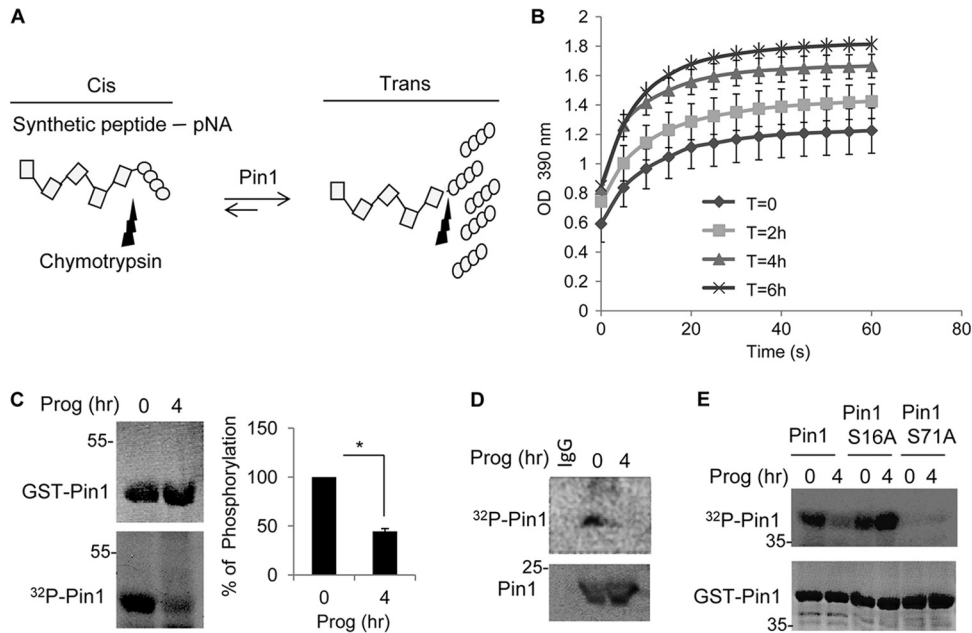 A
Cis
Synthetic peptide – pNA
Chymotrypsin
Pin1
Trans
B
OD 390 nm
2
1.8
1.6
1.4
1.2
1
0.8
0.6
0.4
0.2
0
0 20 40 60 80
Time (s)
T=0
T=2h
T=4h
T=6h
C
Prog (hr) 0 4
55-
GST-Pin1
55-
32P-Pin1
% of Phosphorylation
150
100
50
0
*
0 4
Prog (hr)
D
Prog (hr) IgG 0 4
32P-Pin1
25-
Pin1
E
Pin1 Pin1 S16A Pin1 S71A
Prog (hr) 0 4 0 4 0 4
32P-Pin1
35-
GST-Pin1
35-